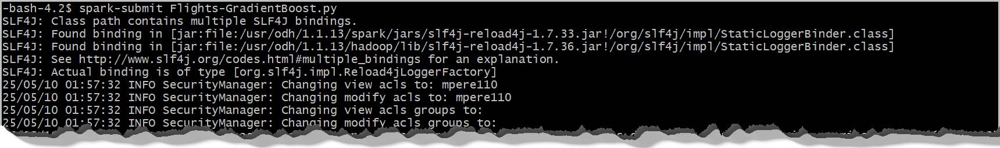 -bash-4.2$ spark-submit Flights-GradientBoost.py
SLF4J: Class path contains multiple SLF4J bindings.
SLF4J: Found binding in [jar:file:/usr/odh/1.1.13/spark/jars/slf4j-reload4j-1.7.33.jar!/org/slf4j/impl/StaticLoggerBinder.class]
SLF4J: Found binding in [jar:file:/usr/odh/1.1.13/hadoop/lib/slf4j-reload4j-1.7.36.jar!/org/slf4j/impl/StaticLoggerBinder.class]
SLF4J: See http://www.slf4j.org/codes.html#multiple_bindings for an explanation.
SLF4J: Actual binding is of type [org.slf4j.impl.Reload4jLoggerFactory]
25/05/10 01:57:32 INFO SecurityManager: Changing view acls to: mpere110
25/05/10 01:57:32 INFO SecurityManager: Changing modify acls to: mpere110
25/05/10 01:57:32 INFO SecurityManager: Changing view acls groups to:
25/05/10 01:57:32 INFO SecurityManager: Changing modify acls groups to: